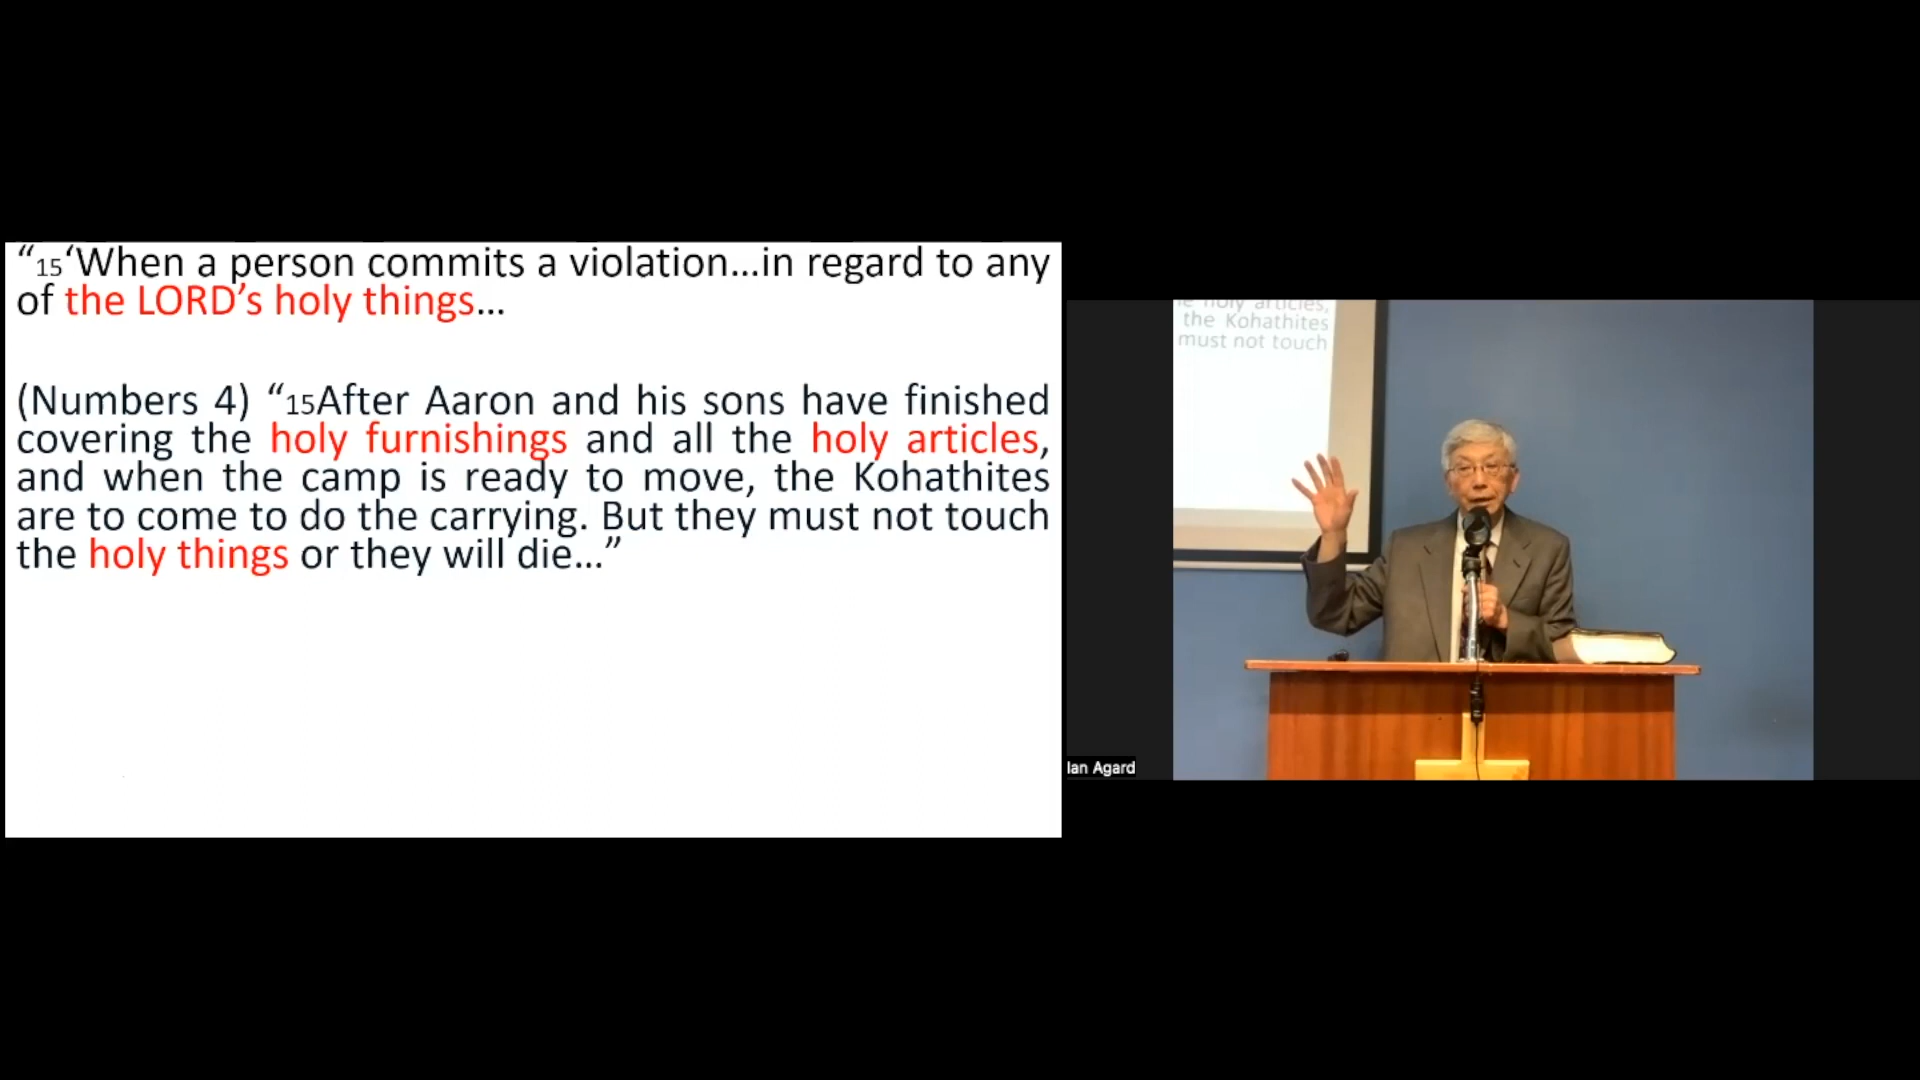 “15‘When a person commits a violation…in regard to any
of the LORD’s holy things…
(Numbers 4) “15After Aaron and his sons have finished
covering the holy furnishings and all the holy articles,
and when the camp is ready to move, the Kohathites
are to come to do the carrying. But they must not touch
the holy things or they will die…”
holy articles,
the Kohathites
must not touch
Ian Agard